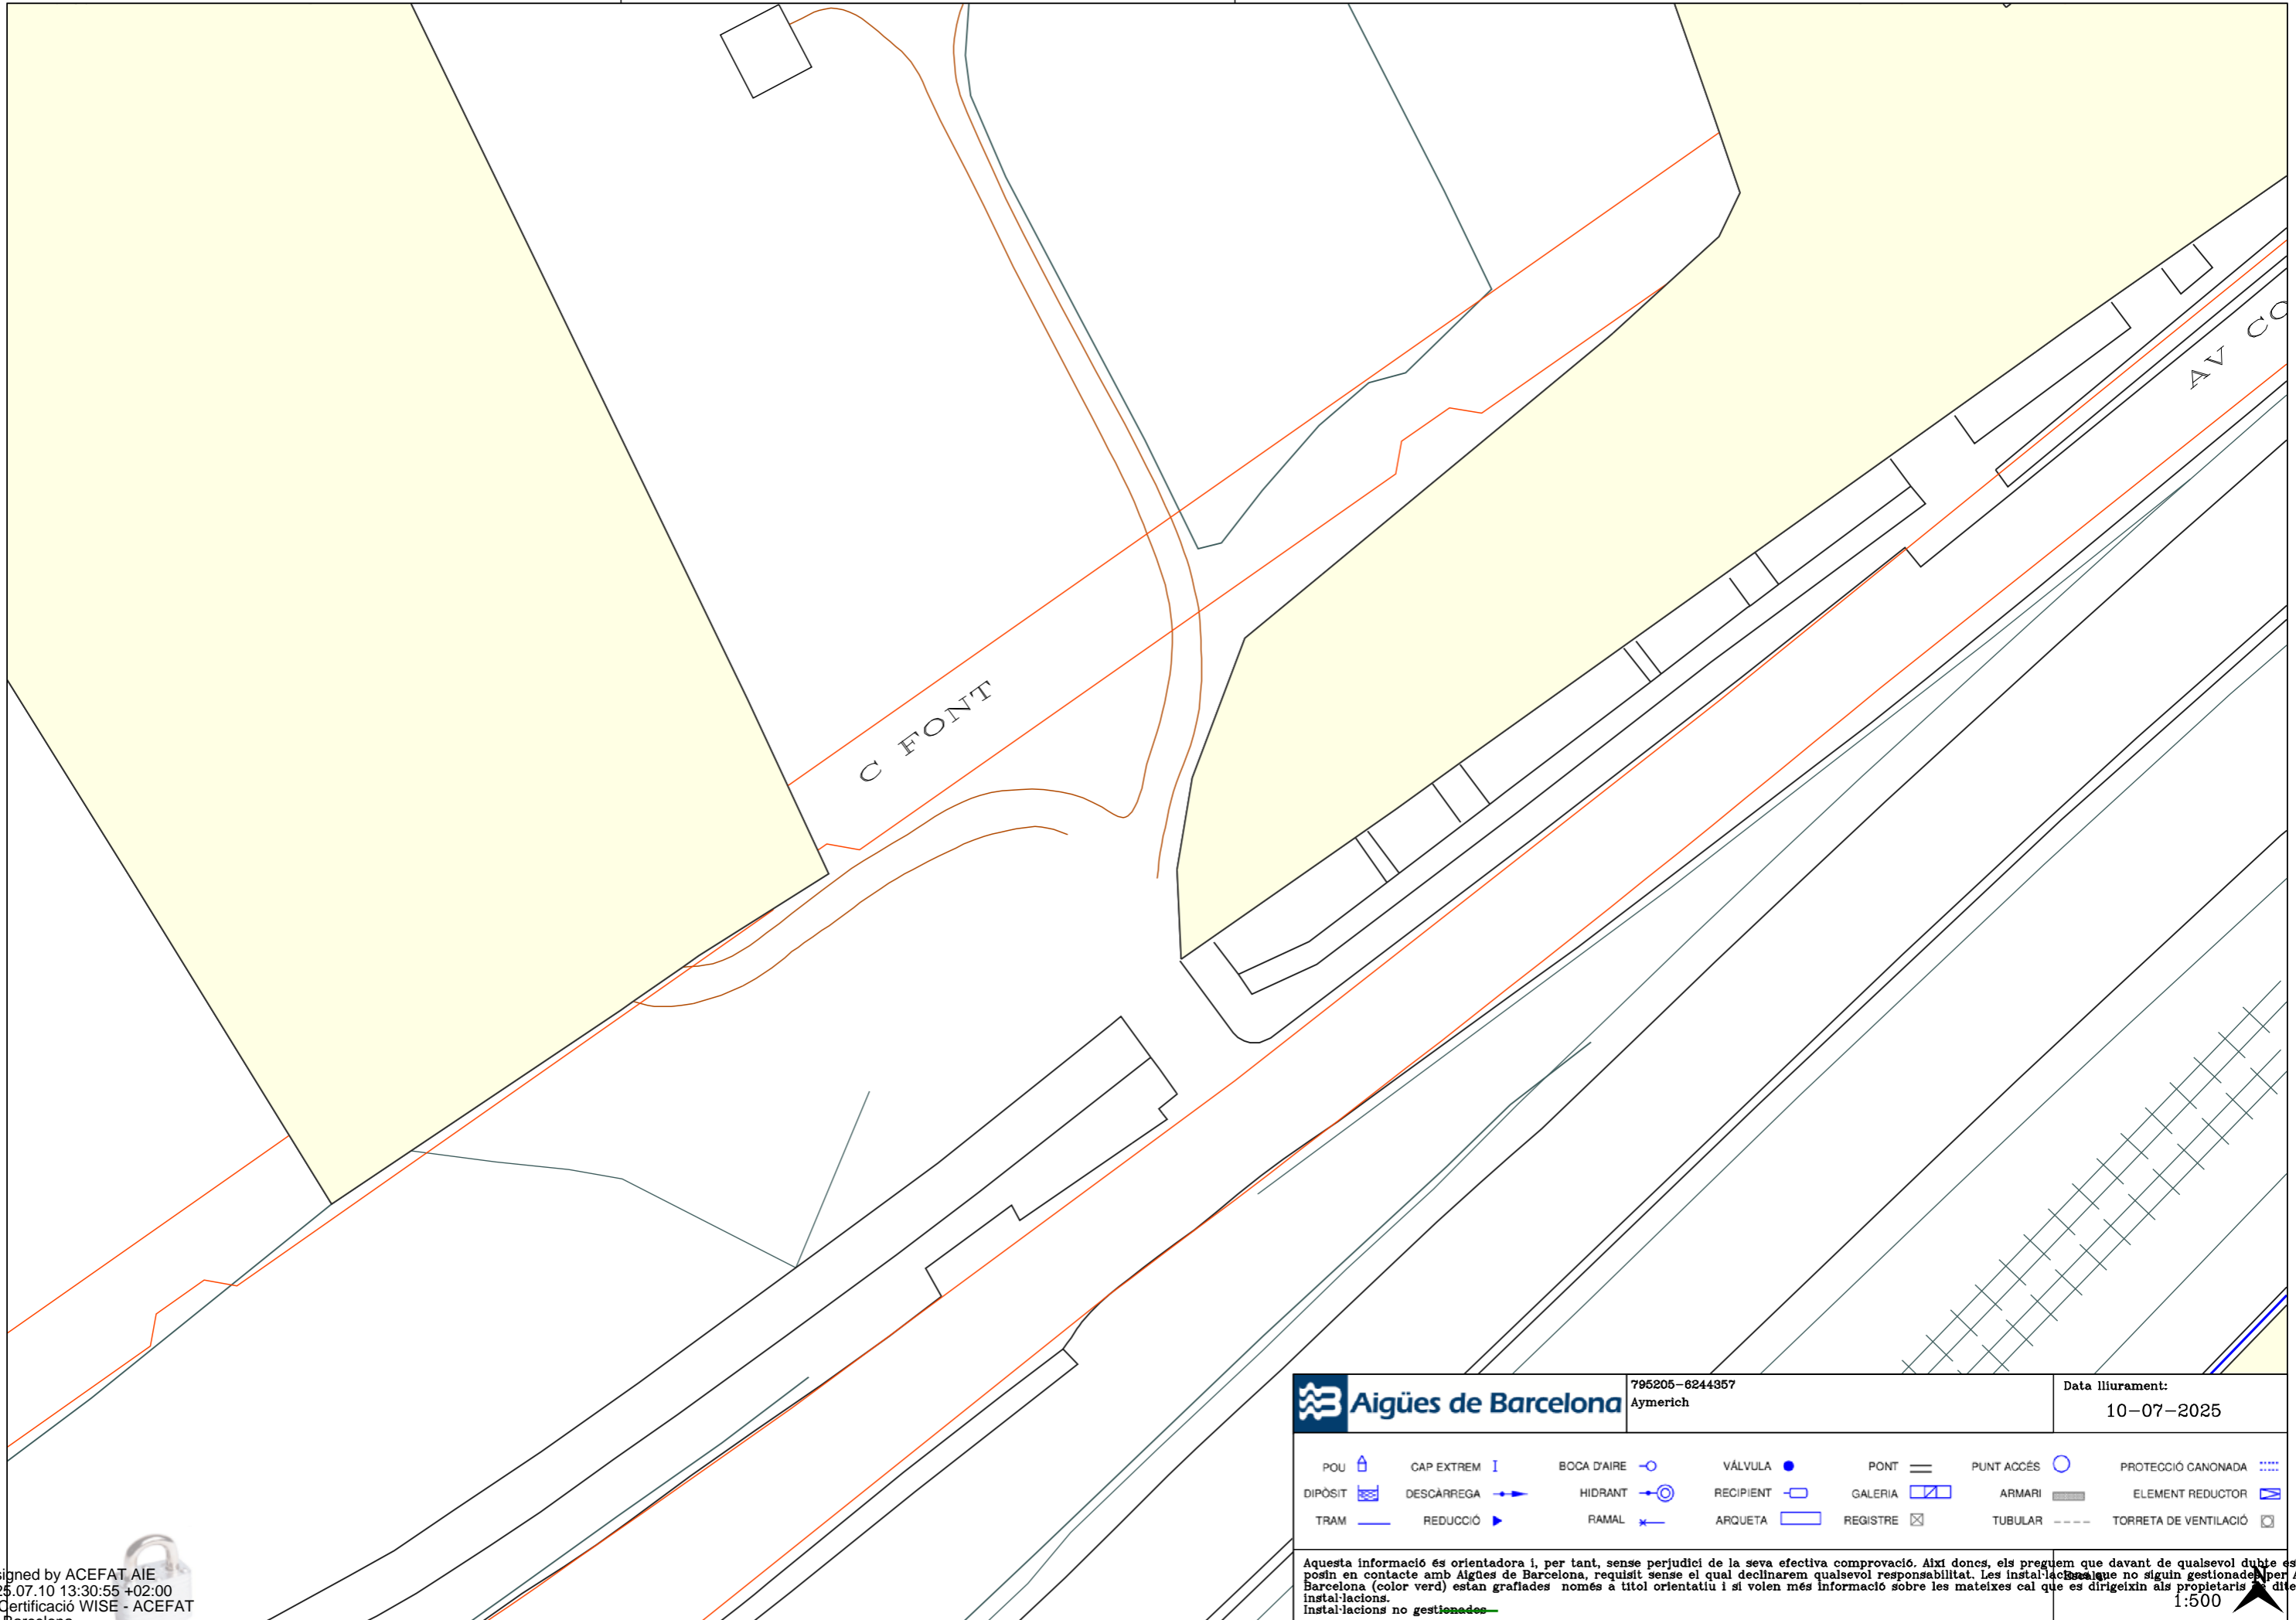 AV CO
C FONT
Aigües de Barcelona
795205-6244357
Aymerich
Data lliurament:
10-07-2025
POU CAP EXTREM BOCA D'AIRE VÁLVULA PONT PUNT ACCÉS PROTECCIÓ CANONADA
DIPÒSIT DESCÀRREGA HIDRANT RECIPIENT GALERIA ARMARI ELEMENT REDUCTOR
TRAM REDUCCIÓ RAMAL ARQUETA REGISTRE TUBULAR TORRETA DE VENTILACIÓ
Aquesta informació és orientadora i, per tant, sense perjudici de la seva efectiva comprovació. Així doncs, els preguem que davant de qualsevol dubte es
posin en contacte amb Aigües de Barcelona, requisit sense el qual declinarem qualsevol responsabilitat. Les instal·lacions que no siguin gestionades per A
Barcelona (color verd) estan grafiades només a títol orientatiu i si volen més informació sobre les mateixes cal que es dirigeixin als propietaris de dite
instal·lacions.
Instal·lacions no gestionades
Escala:
1:500
N
igned by ACEFAT AIE
25.07.10 13:30:55 +02:00
Certificació WISE - ACEFAT
Barcelona